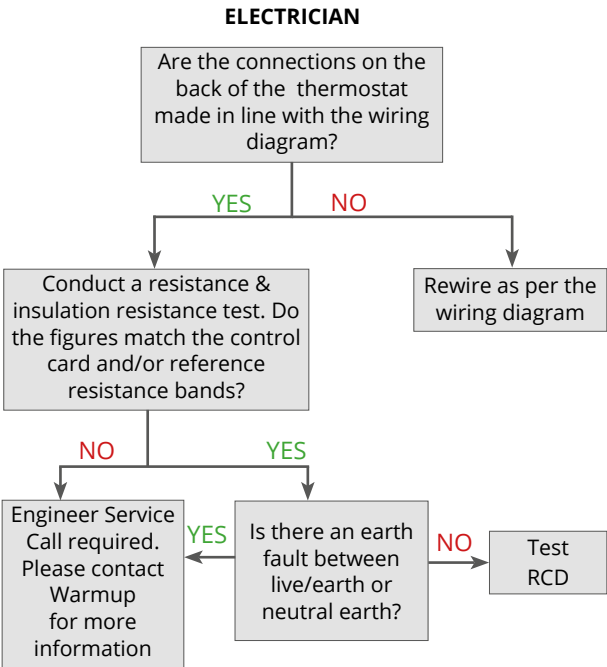 ELECTRICIAN
Are the connections on the
back of the thermostat
made in line with the wiring
diagram?
YES
NO
Conduct a resistance &
insulation resistance test. Do
the figures match the control
card and/or reference
resistance bands?
Rewire as per the
wiring diagram
NO
YES
Engineer Service
Call required.
Please contact
Warmup
for more
information
YES
Is there an earth
fault between
live/earth or
neutral earth?
NO
Test
RCD